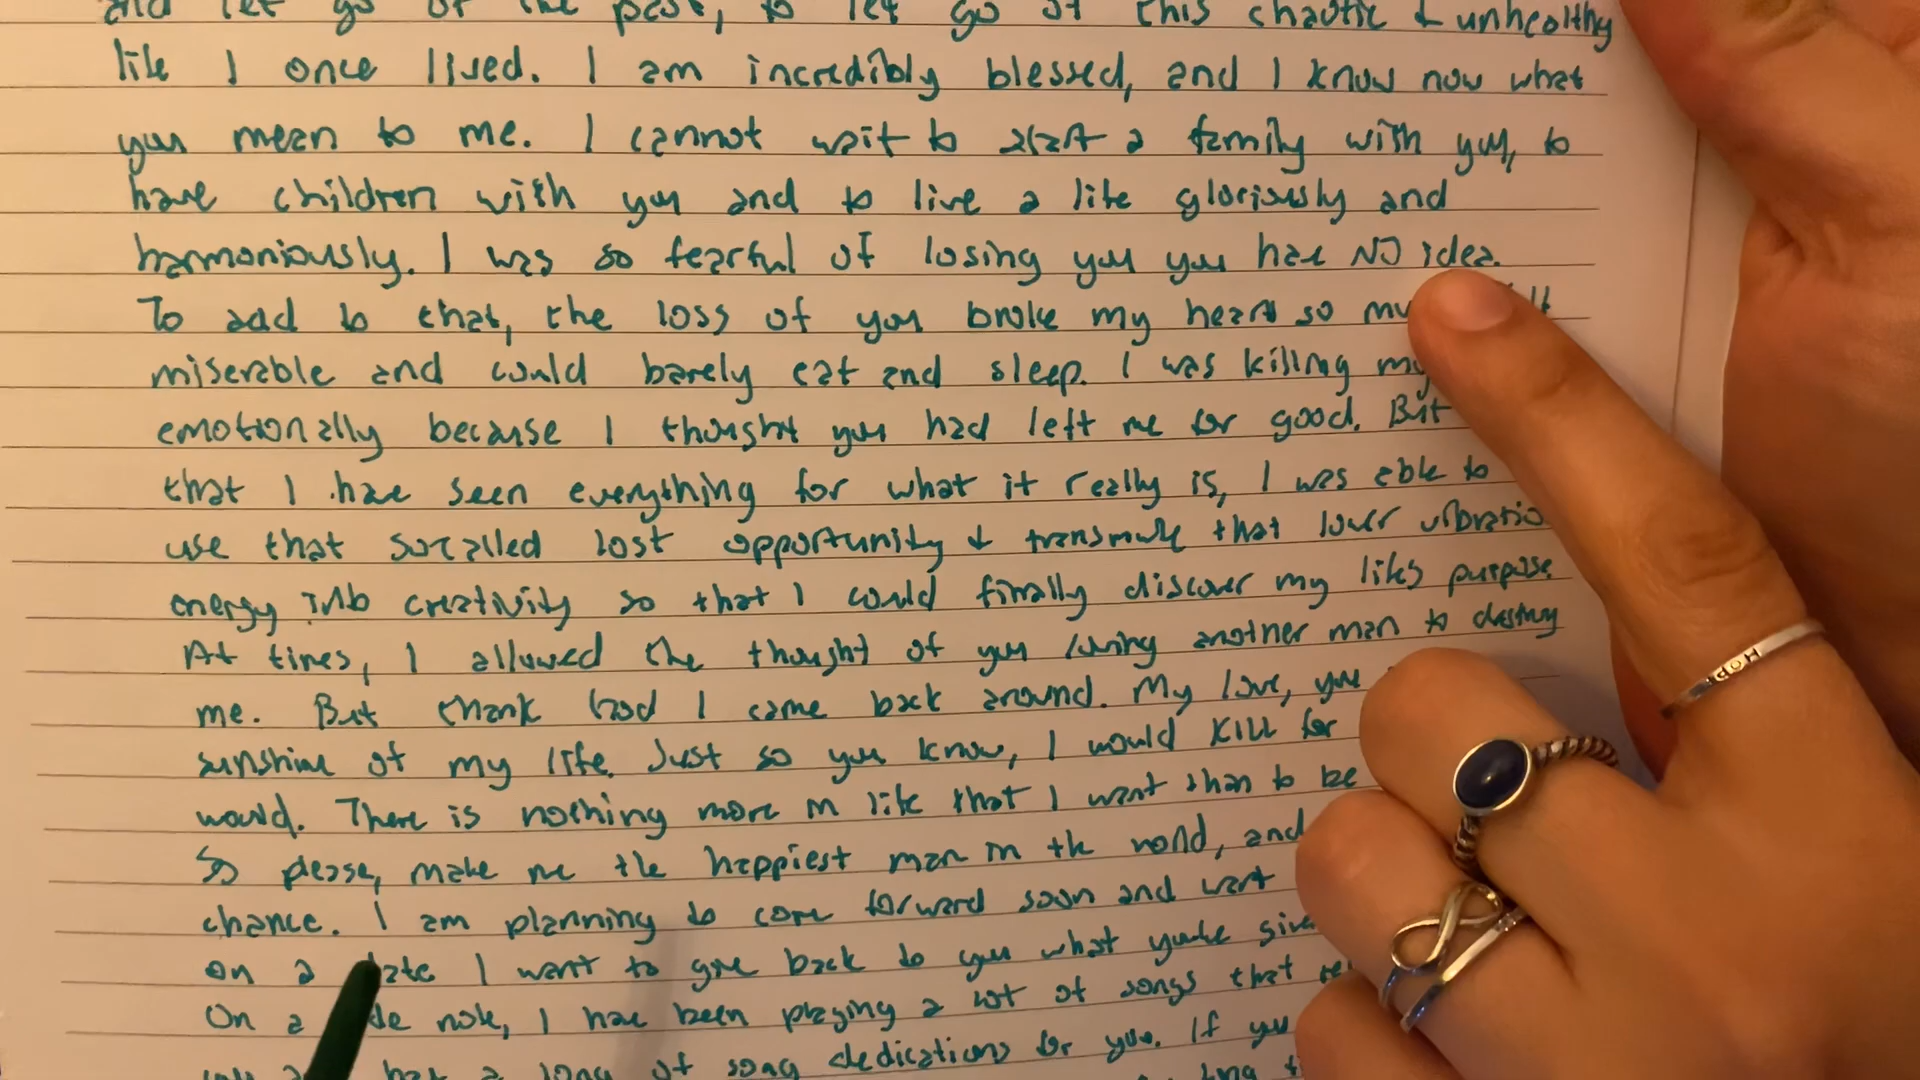 and let go of the past, to let go of this chaotic & unhealthy
life I once lived. I am incredibly blessed, and I know now what
you mean to me. I cannot wait to start a family with you, to
have children with you and to live a life gloriously and
harmoniously. I was so fearful of losing you you have NO idea.
To add to that, the loss of you broke my heart so
miserable and could barely eat and sleep. I was killing
emotionally because I thought you had left me for good. But
that I have seen everything for what it really is, I was able to
use that socalled lost opportunity & transmute that lower vibratio
energy into creativity so that I could finally discover my lifes purpose.
At times, I allowed the thought of you loving another man to destroy
me. But thank God I came back around. My love, you
sunshine of my life. Just so you know, I would KILL for
would. There is nothing more in life that I want than to be
So please, make me the happiest man in the world, and
chance. I am planning to come forward soon and want
on a date I want to give back to you what you've
On a note, I have been playing a lot of songs that
of song dedications for you. If you